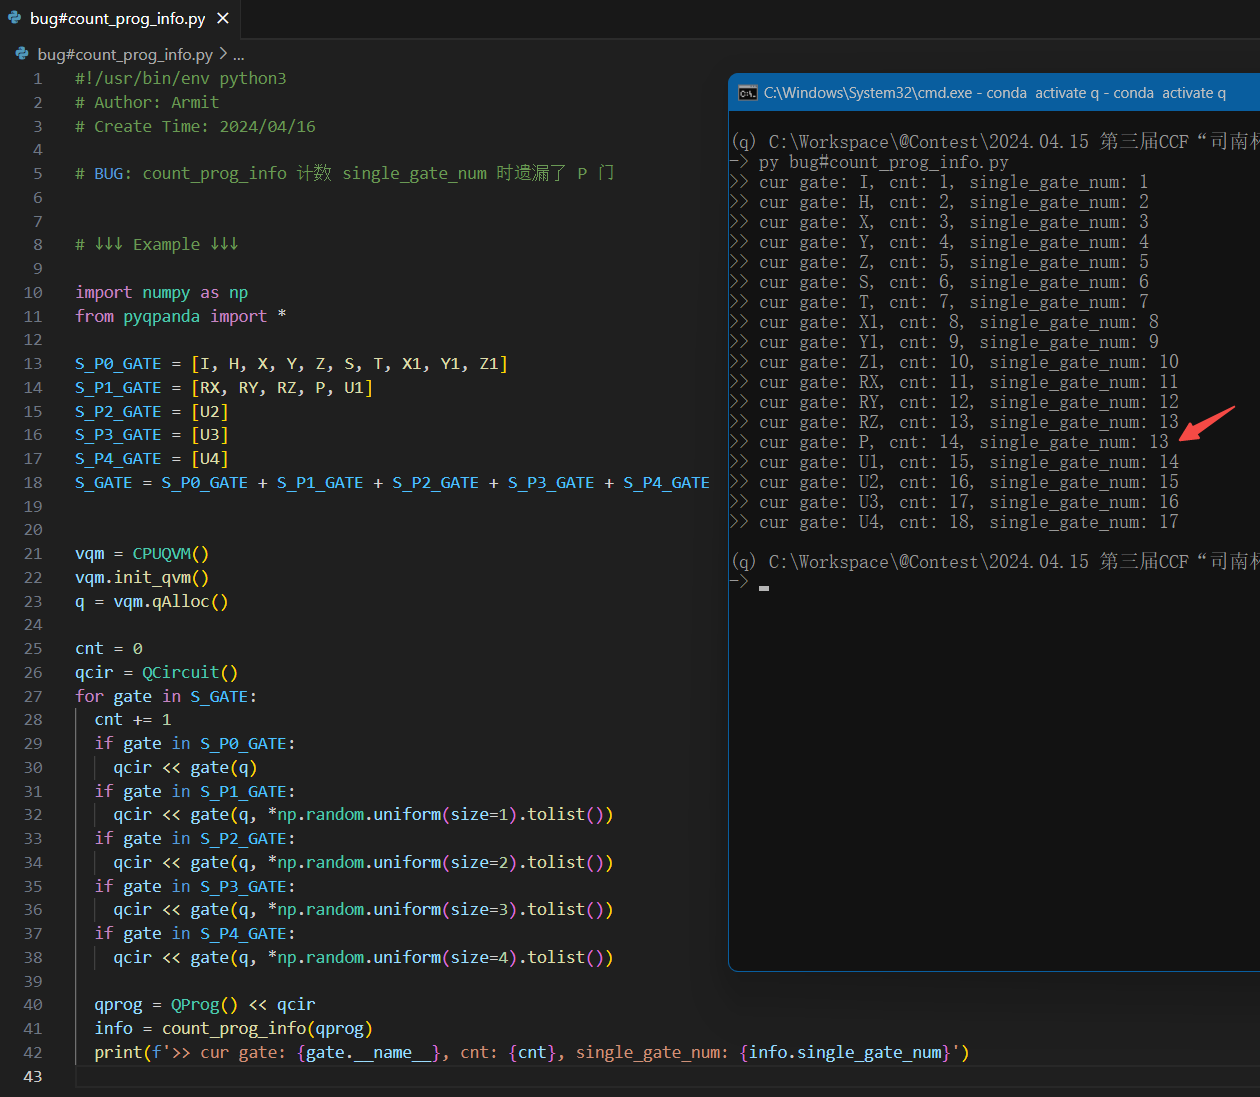 bug#count_prog_info.py
bug#count_prog_info.py > ...
1 #!/usr/bin/env python3
2 # Author: Armit
3 # Create Time: 2024/04/16
4
5 # BUG: count_prog_info 计数 single_gate_num 时遗漏了 P 门
6
7
8 # ↓↓↓ Example ↓↓↓
9
10 import numpy as np
11 from pyqpanda import *
12
13 S_P0_GATE = [I, H, X, Y, Z, S, T, X1, Y1, Z1]
14 S_P1_GATE = [RX, RY, RZ, P, U1]
15 S_P2_GATE = [U2]
16 S_P3_GATE = [U3]
17 S_P4_GATE = [U4]
18 S_GATE = S_P0_GATE + S_P1_GATE + S_P2_GATE + S_P3_GATE + S_P4_GATE
19
20
21 vqm = CPUQVM()
22 vqm.init_qvm()
23 q = vqm.qAlloc()
24
25 cnt = 0
26 qcir = QCircuit()
27 for gate in S_GATE:
28 cnt += 1
29 if gate in S_P0_GATE:
30 qcir << gate(q)
31 if gate in S_P1_GATE:
32 qcir << gate(q, *np.random.uniform(size=1).tolist())
33 if gate in S_P2_GATE:
34 qcir << gate(q, *np.random.uniform(size=2).tolist())
35 if gate in S_P3_GATE:
36 qcir << gate(q, *np.random.uniform(size=3).tolist())
37 if gate in S_P4_GATE:
38 qcir << gate(q, *np.random.uniform(size=4).tolist())
39
40 qprog = QProg() << qcir
41 info = count_prog_info(qprog)
42 print(f'>> cur gate: {gate.__name__}, cnt: {cnt}, single_gate_num: {info.single_gate_num}')
43
C:\Windows\System32\cmd.exe - conda activate q - conda activate q
(q) C:\Workspace\@Contest\2024.04.15 第三届CCF“司南杯
-> py bug#count_prog_info.py
>> cur gate: I, cnt: 1, single_gate_num: 1
>> cur gate: H, cnt: 2, single_gate_num: 2
>> cur gate: X, cnt: 3, single_gate_num: 3
>> cur gate: Y, cnt: 4, single_gate_num: 4
>> cur gate: Z, cnt: 5, single_gate_num: 5
>> cur gate: S, cnt: 6, single_gate_num: 6
>> cur gate: T, cnt: 7, single_gate_num: 7
>> cur gate: X1, cnt: 8, single_gate_num: 8
>> cur gate: Y1, cnt: 9, single_gate_num: 9
>> cur gate: Z1, cnt: 10, single_gate_num: 10
>> cur gate: RX, cnt: 11, single_gate_num: 11
>> cur gate: RY, cnt: 12, single_gate_num: 12
>> cur gate: RZ, cnt: 13, single_gate_num: 13
>> cur gate: P, cnt: 14, single_gate_num: 13
>> cur gate: U1, cnt: 15, single_gate_num: 14
>> cur gate: U2, cnt: 16, single_gate_num: 15
>> cur gate: U3, cnt: 17, single_gate_num: 16
>> cur gate: U4, cnt: 18, single_gate_num: 17
(q) C:\Workspace\@Contest\2024.04.15 第三届CCF“司南杯
->